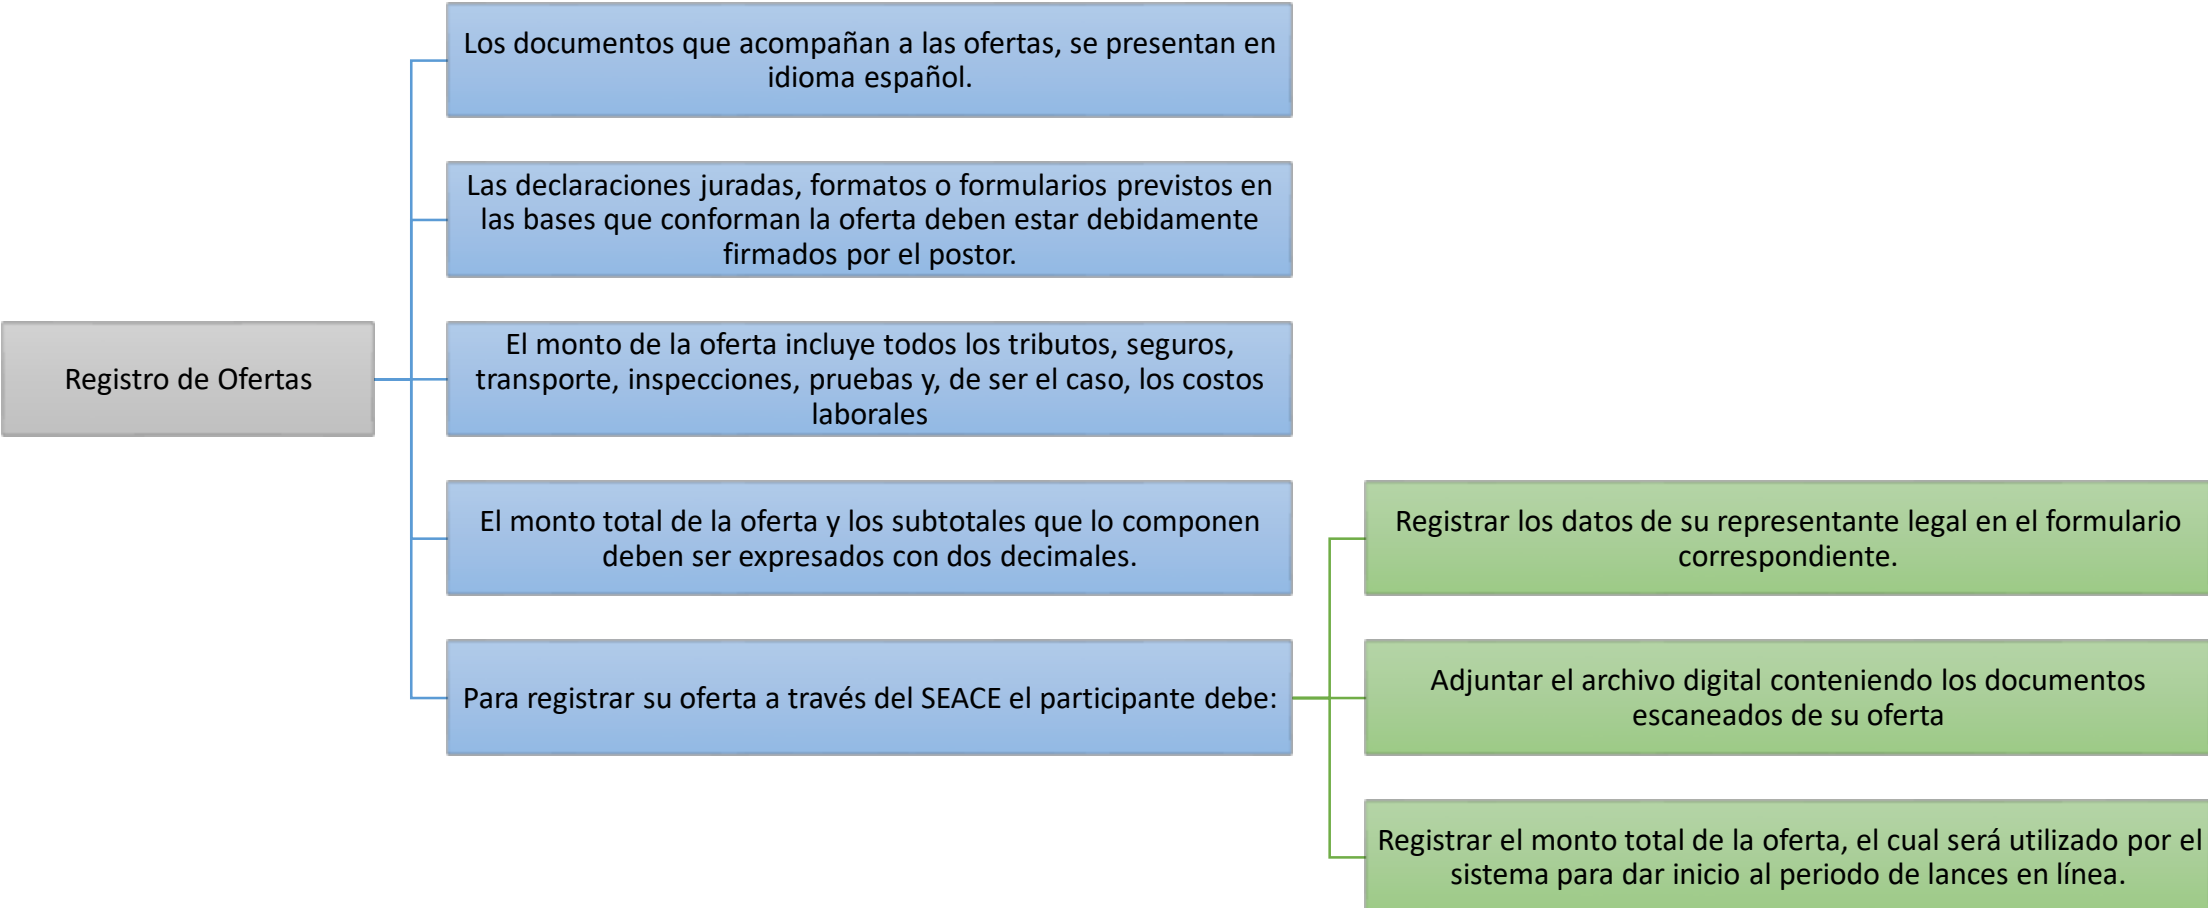 Registro de Ofertas
Los documentos que acompañan a las ofertas, se presentan en
idioma español.
Las declaraciones juradas, formatos o formularios previstos en
las bases que conforman la oferta deben estar debidamente
firmados por el postor.
El monto de la oferta incluye todos los tributos, seguros,
transporte, inspecciones, pruebas y, de ser el caso, los costos
laborales
El monto total de la oferta y los subtotales que lo componen
deben ser expresados con dos decimales.
Para registrar su oferta a través del SEACE el participante debe:
Registrar los datos de su representante legal en el formulario
correspondiente.
Adjuntar el archivo digital conteniendo los documentos
escaneados de su oferta
Registrar el monto total de la oferta, el cual será utilizado por el
sistema para dar inicio al periodo de lances en línea.